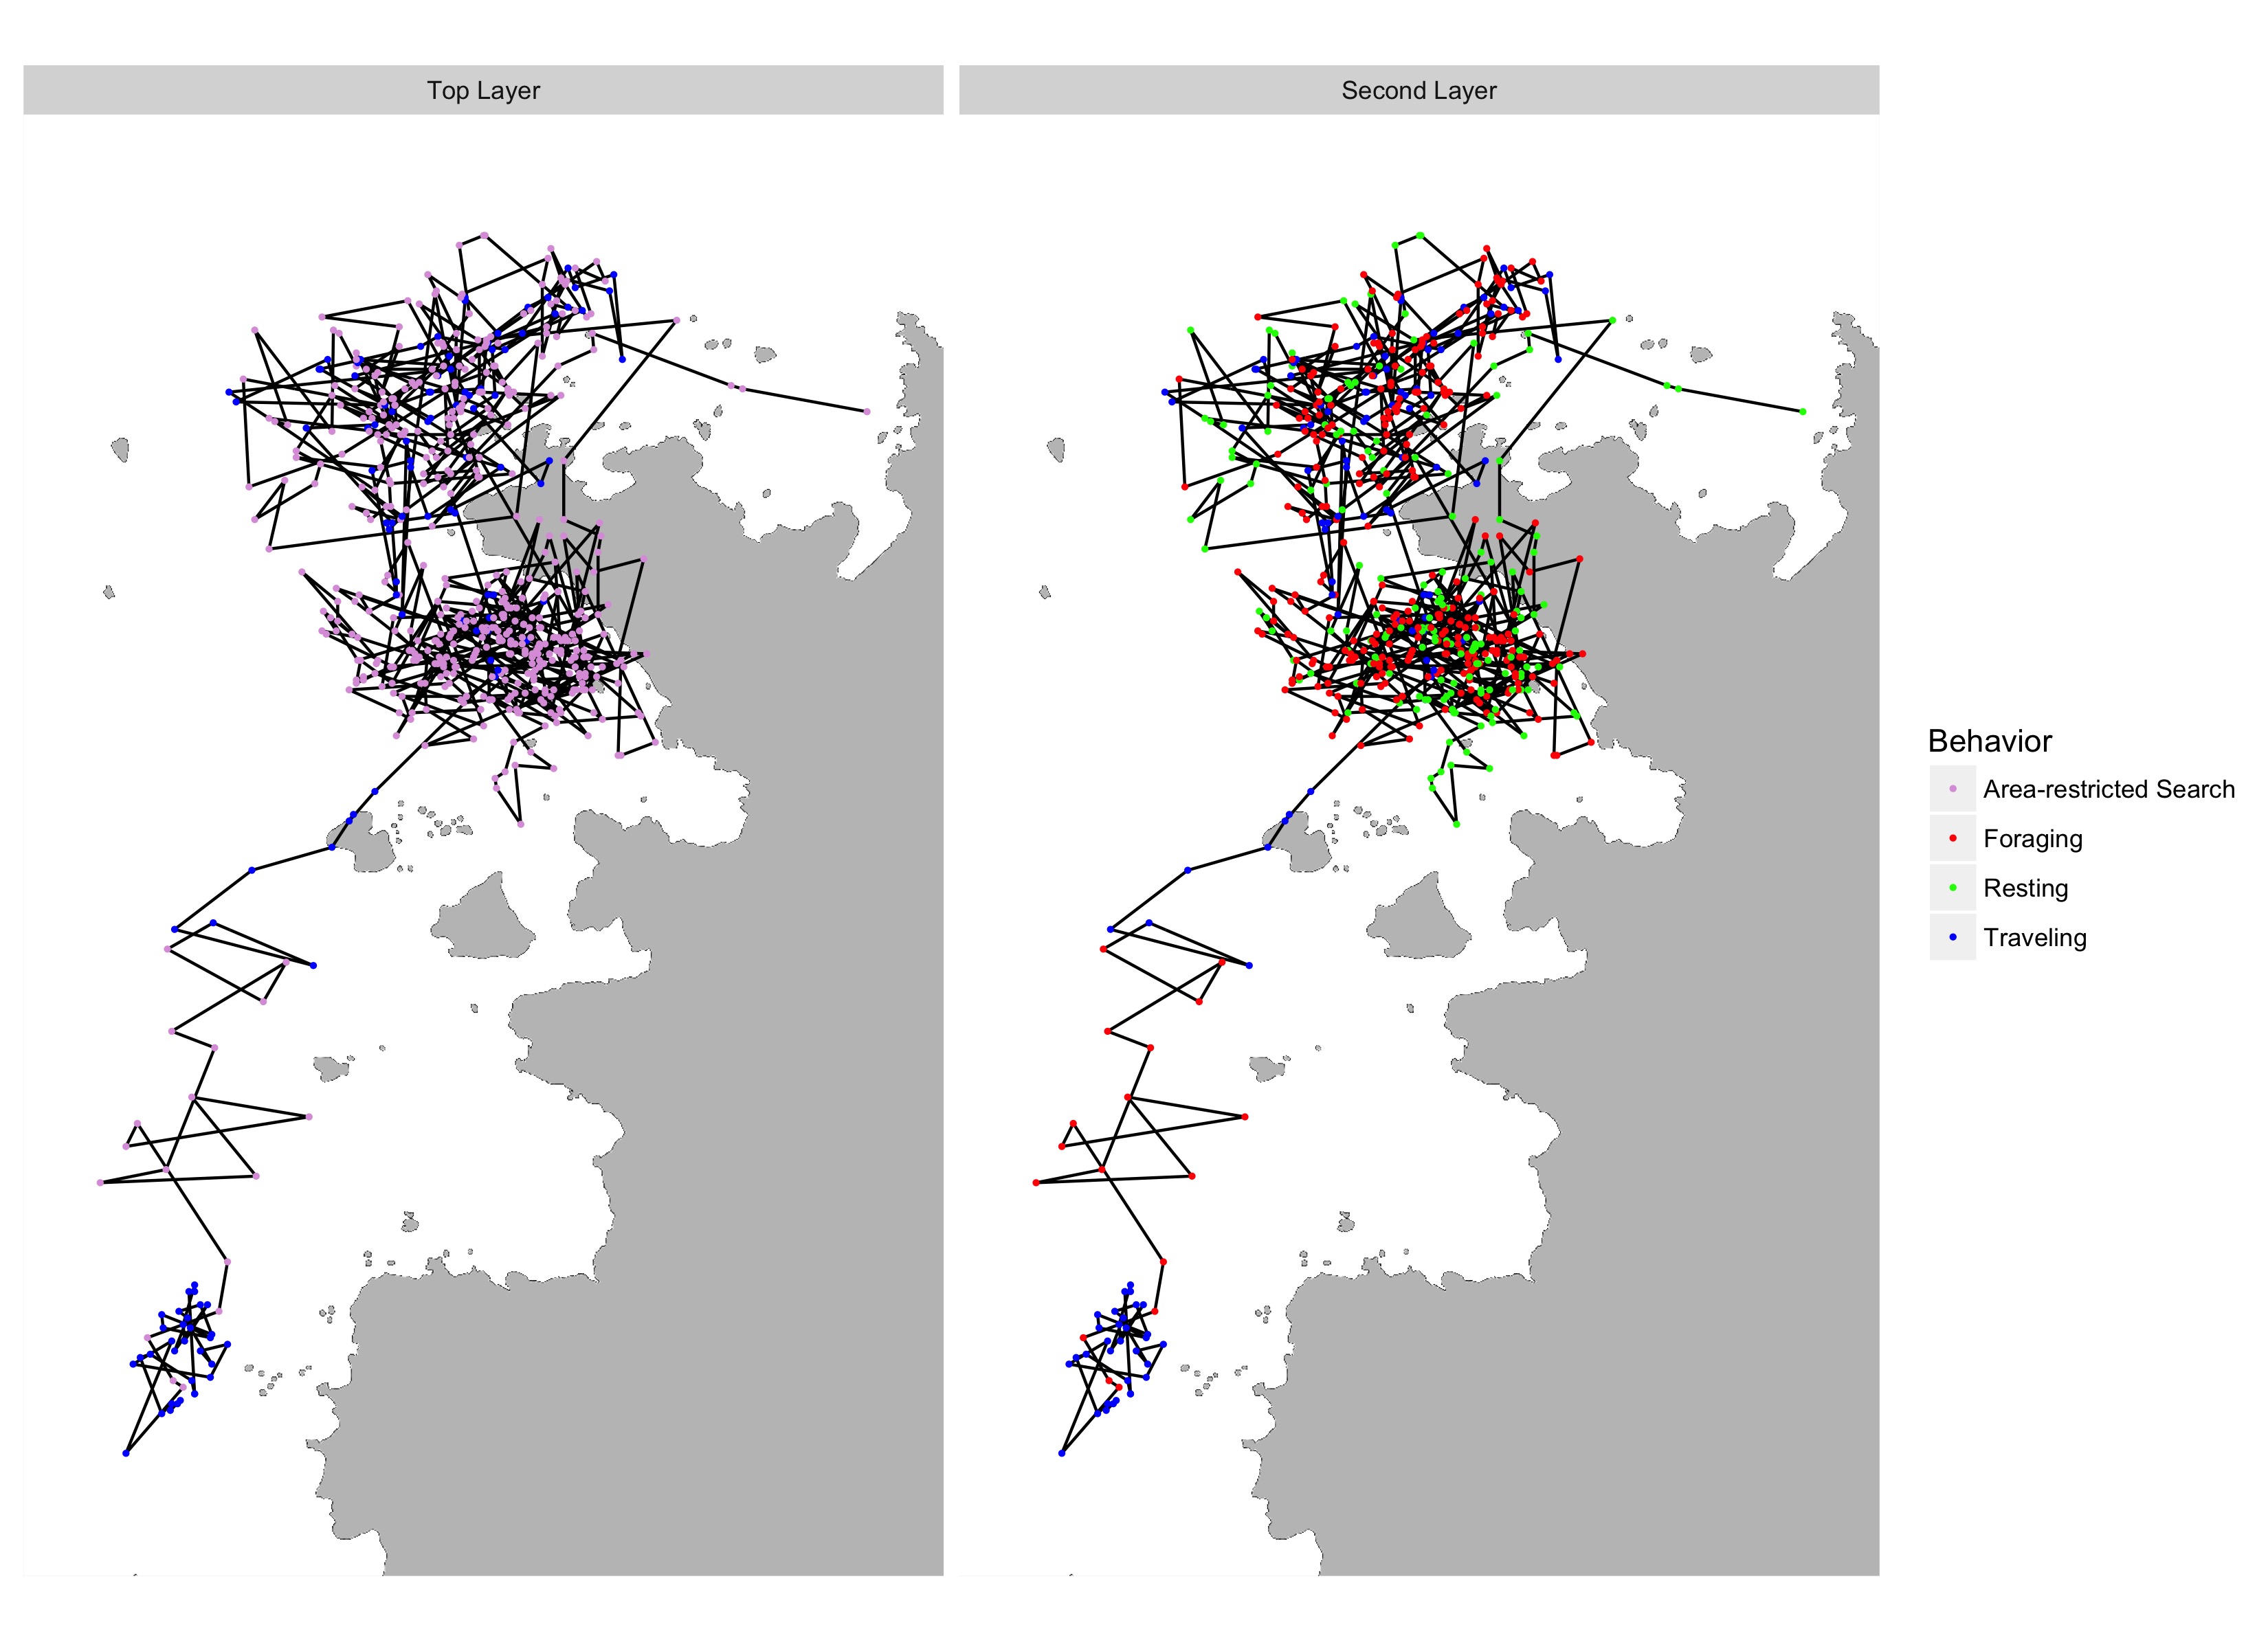 Top Layer
Second Layer
Behavior
Area-restricted Search
Foraging
Resting
Traveling